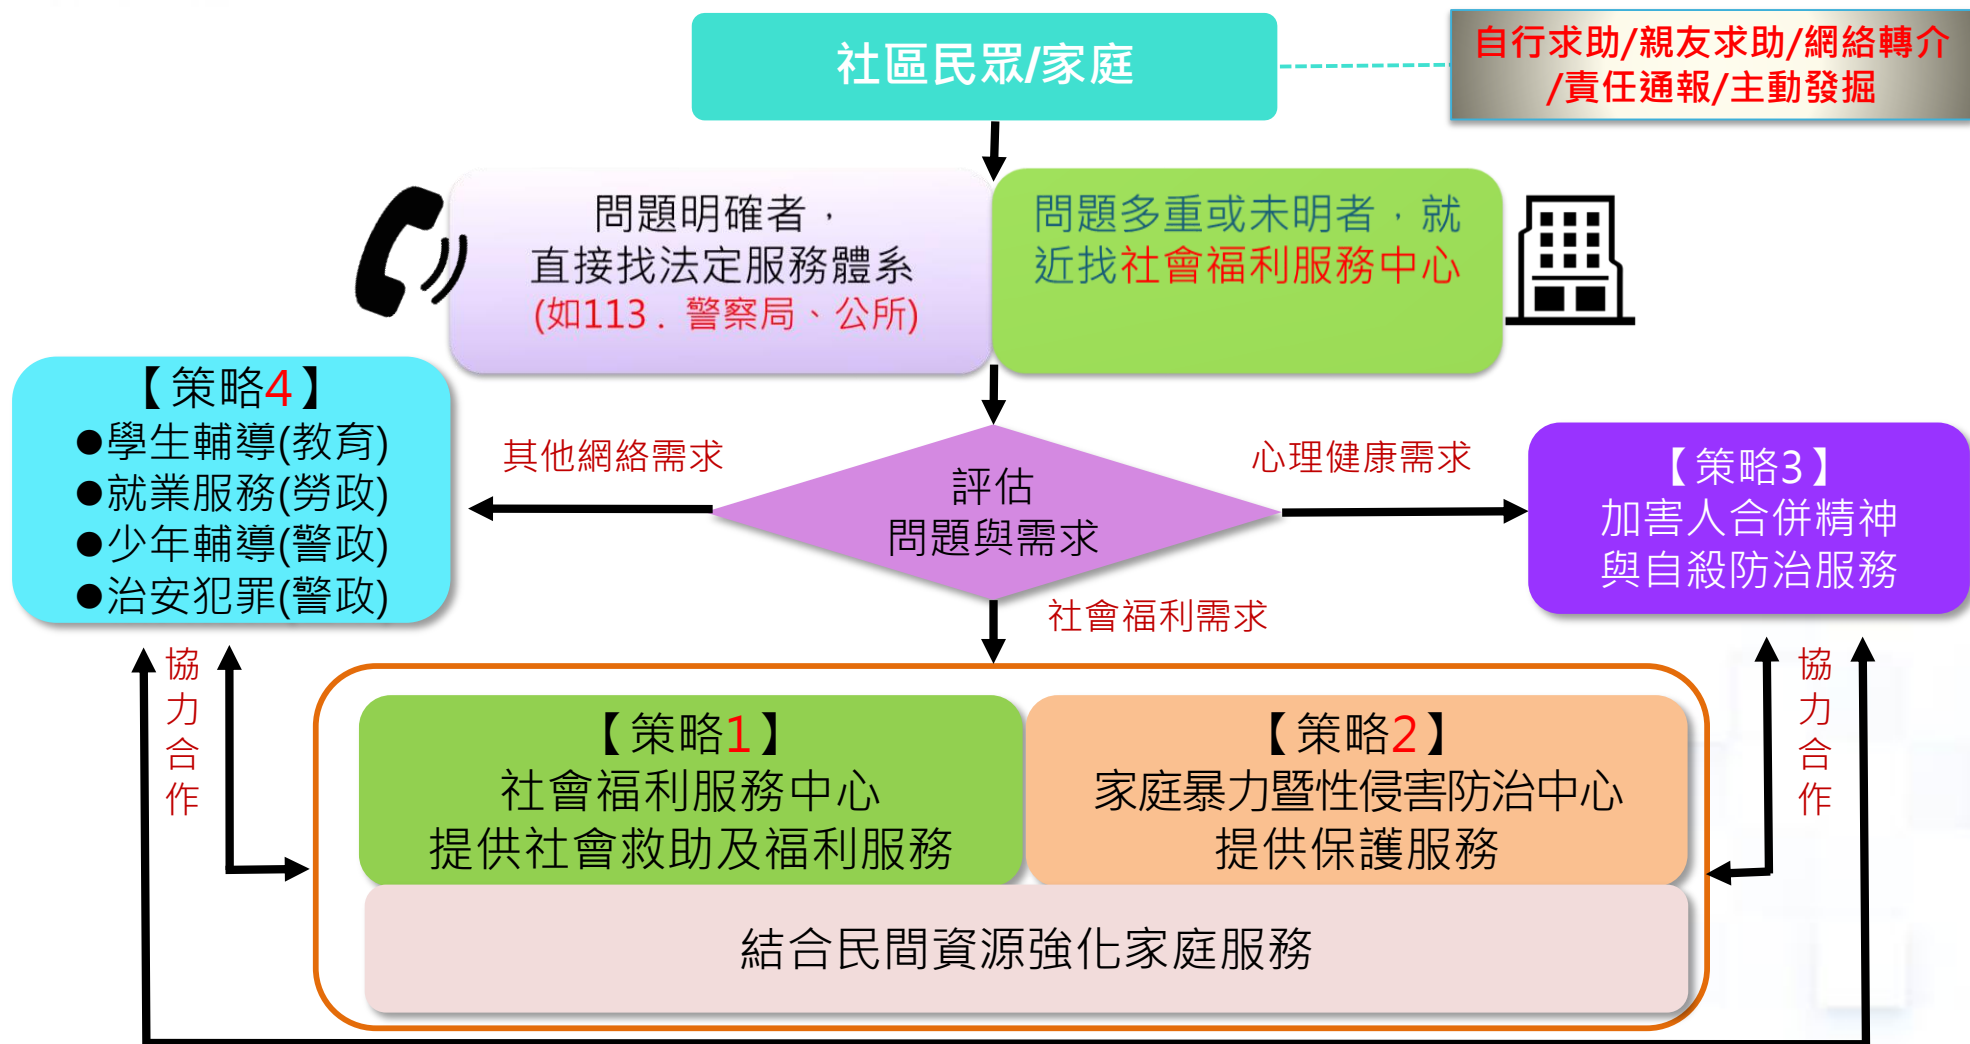 社區民眾/家庭
自行求助/親友求助/網絡轉介
/責任通報/主動發掘
問題明確者，
直接找法定服務體系
(如113．警察局、公所)
問題多重或未明者，就
近找社會福利服務中心
【策略4】
●學生輔導(教育)
●就業服務(勞政)
●少年輔導(警政)
●治安犯罪(警政)
其他網絡需求
評估
問題與需求
心理健康需求
【策略3】
加害人合併精神
與自殺防治服務
社會福利需求
協力合作
【策略1】
社會福利服務中心
提供社會救助及福利服務
【策略2】
家庭暴力暨性侵害防治中心
提供保護服務
協力合作
結合民間資源強化家庭服務